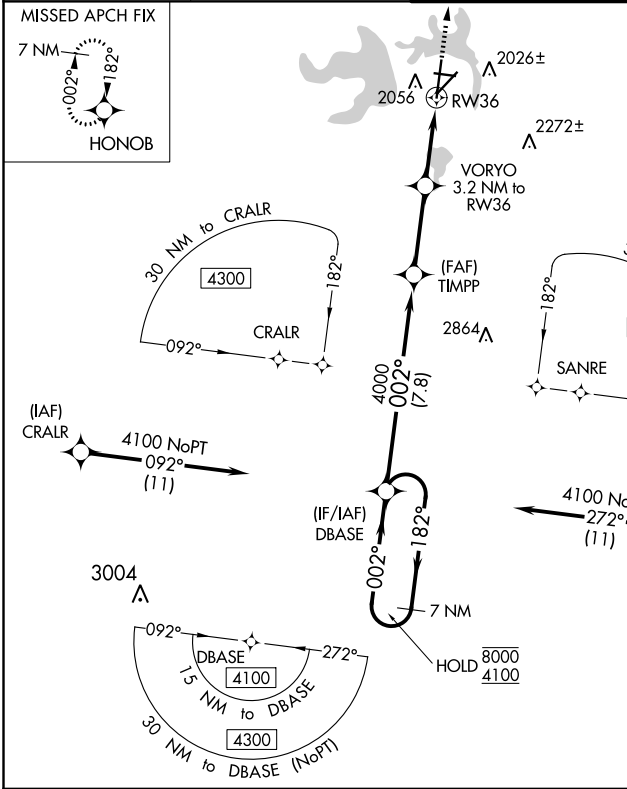 MISSED APCH FIX
7 NM
002°
182°
HONOB
2026±
2056
RW36
2272±
VORYO
3.2 NM to
RW36
30 NM to CRALR
4300
182°
CRALR
092°
(FAF)
TIMPP
2864
182°
SANRE
4000
002°
(7.8)
(IAF)
CRALR
4100 NoPT
092°
(11)
(IF/IAF)
DBASE
002°
182°
4100 No
272°
(11)
7 NM
HOLD
8000
4100
3004
092°
272°
DBASE
4100
15 NM to DBASE
4300
30 NM to DBASE (NoPT)